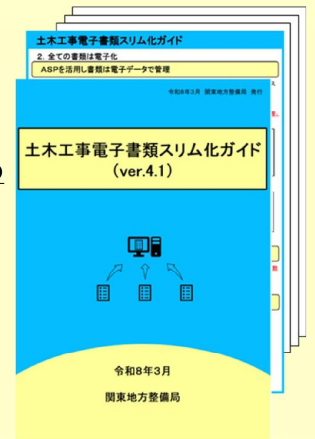 土木工事電子書類スリム化ガイド
2. 全ての書類は電子化
ASPを活用し書類は電子データで管理
令和8年3月 関東地方整備局 発行
土木工事電子書類スリム化ガイド
(ver.4.1)
令和8年3月
関東地方整備局